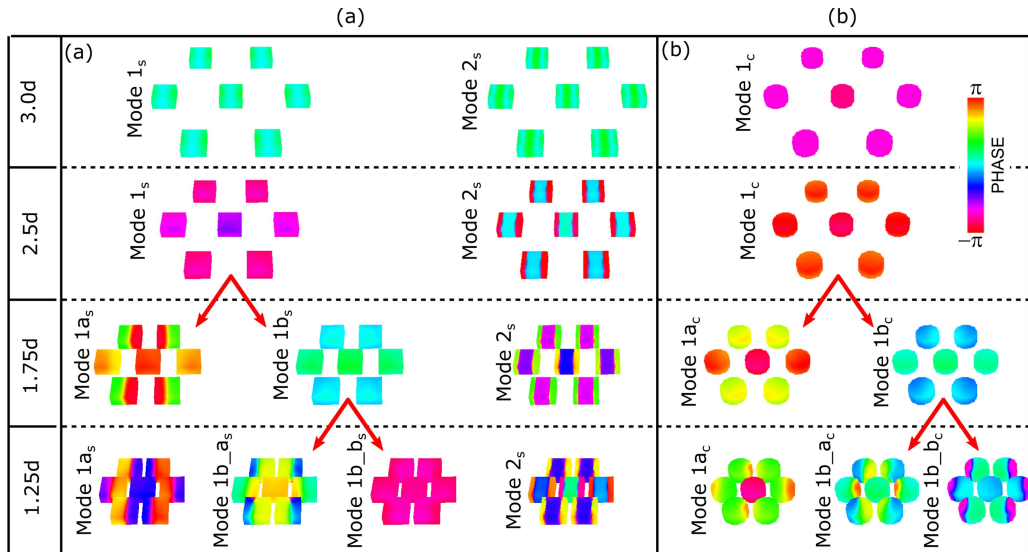 (a) (b)
(a) (b)
3.0d
Mode 1s
Mode 2s
Mode 1c
π
PHASE
−π
2.5d
Mode 1s
Mode 2s
Mode 1c
1.75d
Mode 1as
Mode 1bs
Mode 2s
Mode 1ac
Mode 1bc
1.25d
Mode 1as
Mode 1b_as
Mode 1b_bs
Mode 2s
Mode 1ac
Mode 1b_ac
Mode 1b_bc